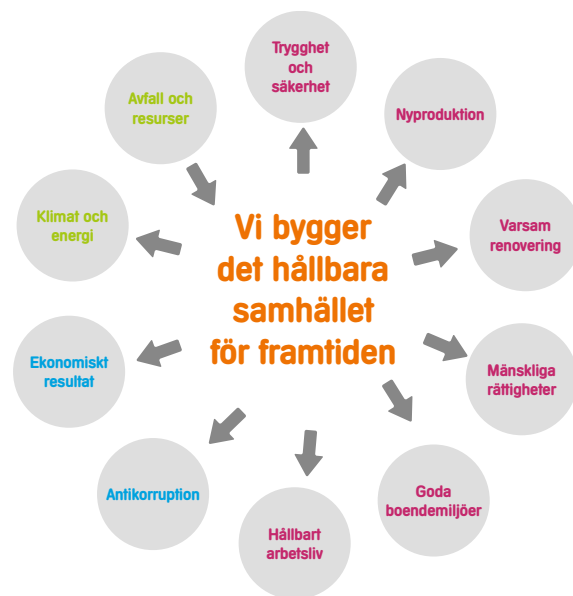 Trygghet
och
säkerhet
Nyproduktion
Varsam
renovering
Mänskliga
rättigheter
Goda
boendemiljöer
Hållbart
arbetsliv
Antikorruption
Ekonomiskt
resultat
Klimat och
energi
Avfall och
resurser
Vi bygger
det hållbara
samhället
för framtiden